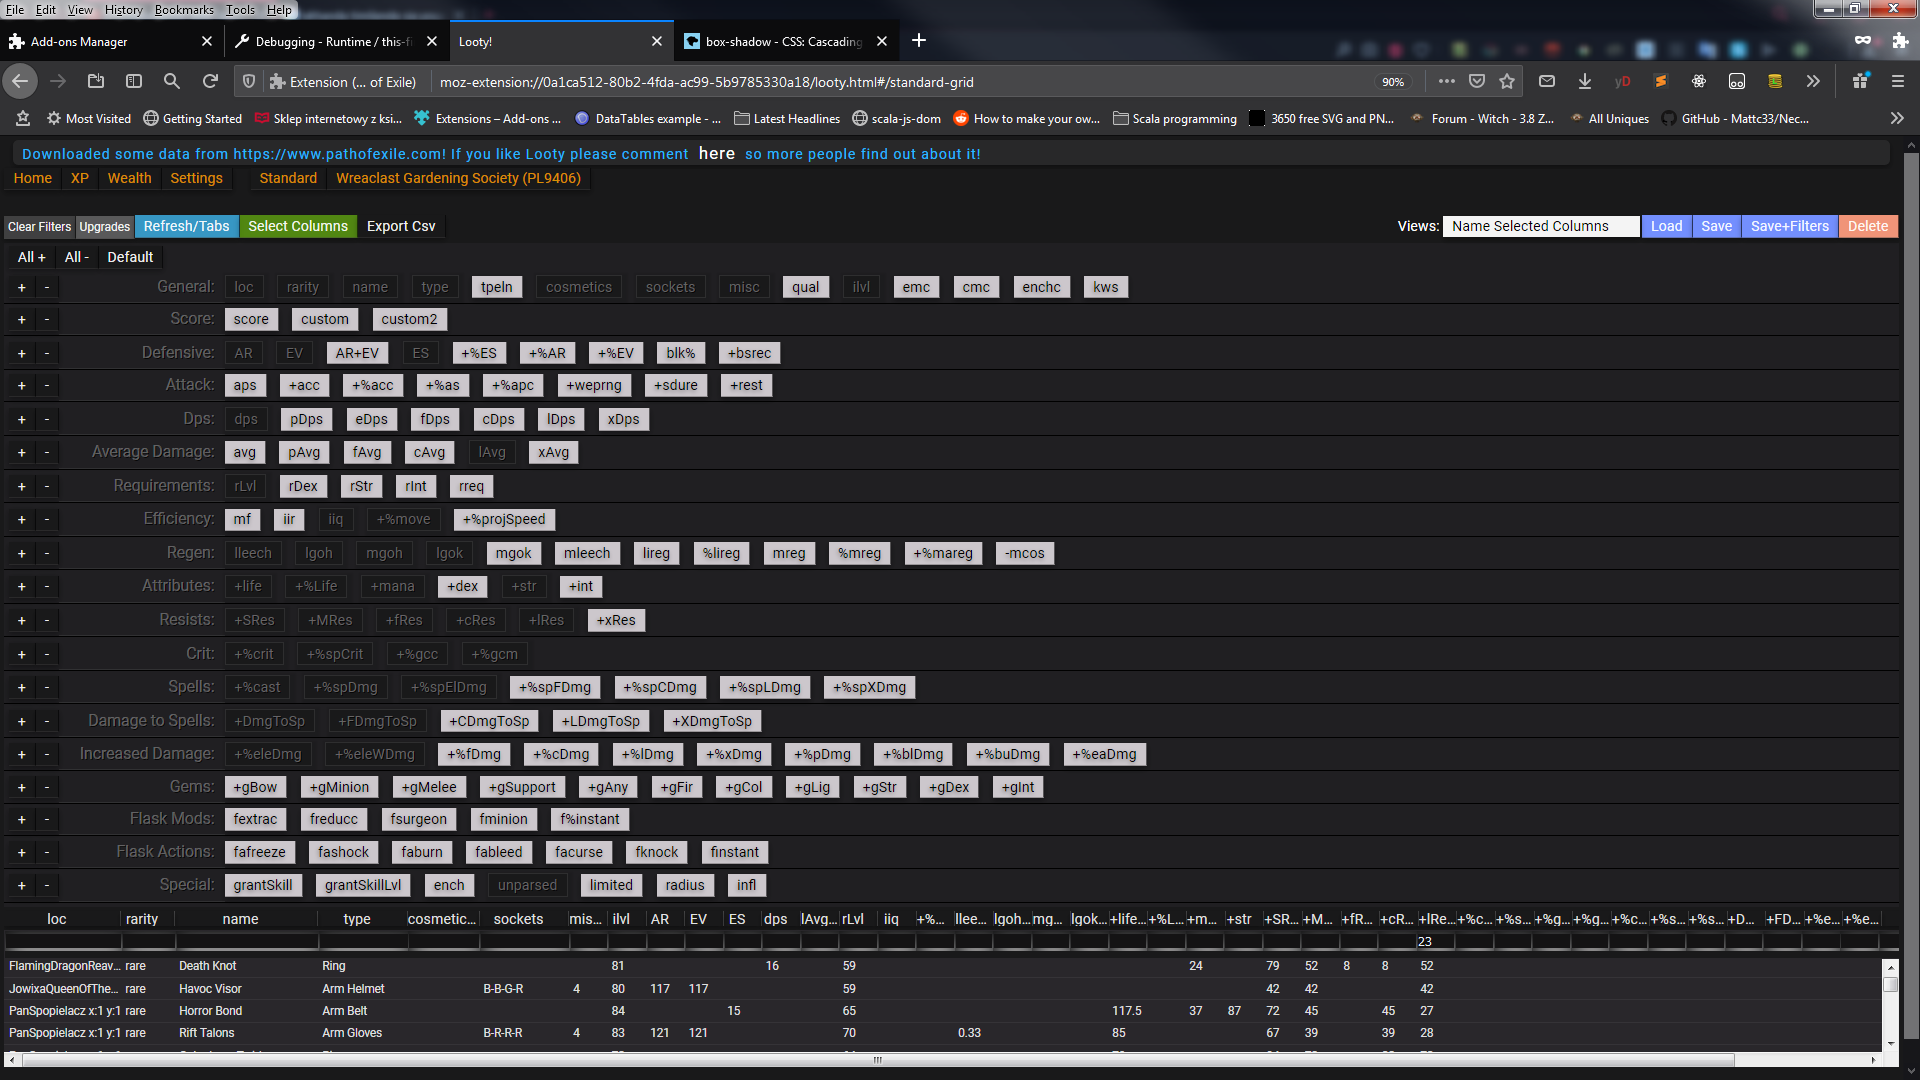 File Edit View History Bookmarks Tools Help
Add-ons Manager Debugging - Runtime / this-fi Looty! box-shadow - CSS: Cascading
Extension (... of Exile) moz-extension://0a1ca512-80b2-4fda-ac99-5b9785330a18/looty.html#/standard-grid 90% yD
Most Visited Getting Started Sklep internetowy z ksi... Extensions – Add-ons ... DataTables example - ... Latest Headlines scala-js-dom How to make your ow... Scala programming 3650 free SVG and PN... Forum - Witch - 3.8 Z... All Uniques GitHub - Mattc33/Nec...
Downloaded some data from https://www.pathofexile.com! If you like Looty please comment here so more people find out about it!
Home XP Wealth Settings Standard Wreaclast Gardening Society (PL9406)
Clear Filters Upgrades Refresh/Tabs Select Columns Export Csv Views: Name Selected Columns Load Save Save+Filters Delete
All + All - Default
+ - General: loc rarity name type tpeln cosmetics sockets misc qual ilvl emc cmc enchc kws
+ - Score: score custom custom2
+ - Defensive: AR EV AR+EV ES +%ES +%AR +%EV blk% +bsrec
+ - Attack: aps +acc +%acc +%as +%apc +weprng +sdure +rest
+ - Dps: dps pDps eDps fDps cDps lDps xDps
+ - Average Damage: avg pAvg fAvg cAvg lAvg xAvg
+ - Requirements: rLvl rDex rStr rInt rreq
+ - Efficiency: mf iir iiq +%move +%projSpeed
+ - Regen: lleech lgoh mgoh lgok mgok mleech lireg %lireg mreg %mreg +%mareg -mcos
+ - Attributes: +life +%Life +mana +dex +str +int
+ - Resists: +SRes +MRes +fRes +cRes +lRes +xRes
+ - Crit: +%crit +%spCrit +%gcc +%gcm
+ - Spells: +%cast +%spDmg +%spElDmg +%spFDmg +%spCDmg +%spLDmg +%spXDmg
+ - Damage to Spells: +DmgToSp +FDmgToSp +CDmgToSp +LDmgToSp +XDmgToSp
+ - Increased Damage: +%eleDmg +%eleWDmg +%fDmg +%cDmg +%lDmg +%xDmg +%pDmg +%blDmg +%buDmg +%eaDmg
+ - Gems: +gBow +gMinion +gMelee +gSupport +gAny +gFir +gCol +gLig +gStr +gDex +gInt
+ - Flask Mods: fextrac freducc fsurgeon fminion f%instant
+ - Flask Actions: fafreeze fashock faburn fableed facurse fknock finstant
+ - Special: grantSkill grantSkillLvl ench unparsed limited radius infl
loc rarity name type cosmetic... sockets mis... ilvl AR EV ES dps lAvg... rLvl iiq +%... llee... lgoh... mg... lgok... +life... +%L... +m... +str +SR... +M... +fR... +cR... +lRe... +%c... +%s... +%g... +%g... +%c... +%s... +%s... +D... +FD... +%e... +%e...
23
FlamingDragonReav... rare Death Knot Ring 81 16 59 24 79 52 8 8 52
JowixaQueenOfThe... rare Havoc Visor Arm Helmet B-B-G-R 4 80 117 117 59 42 42 42
PanSpopielacz x:1 y:1 rare Horror Bond Arm Belt 84 15 65 117.5 37 87 72 45 45 27
PanSpopielacz x:1 y:1 rare Rift Talons Arm Gloves B-R-R-R 4 83 121 121 70 0.33 85 67 39 39 28